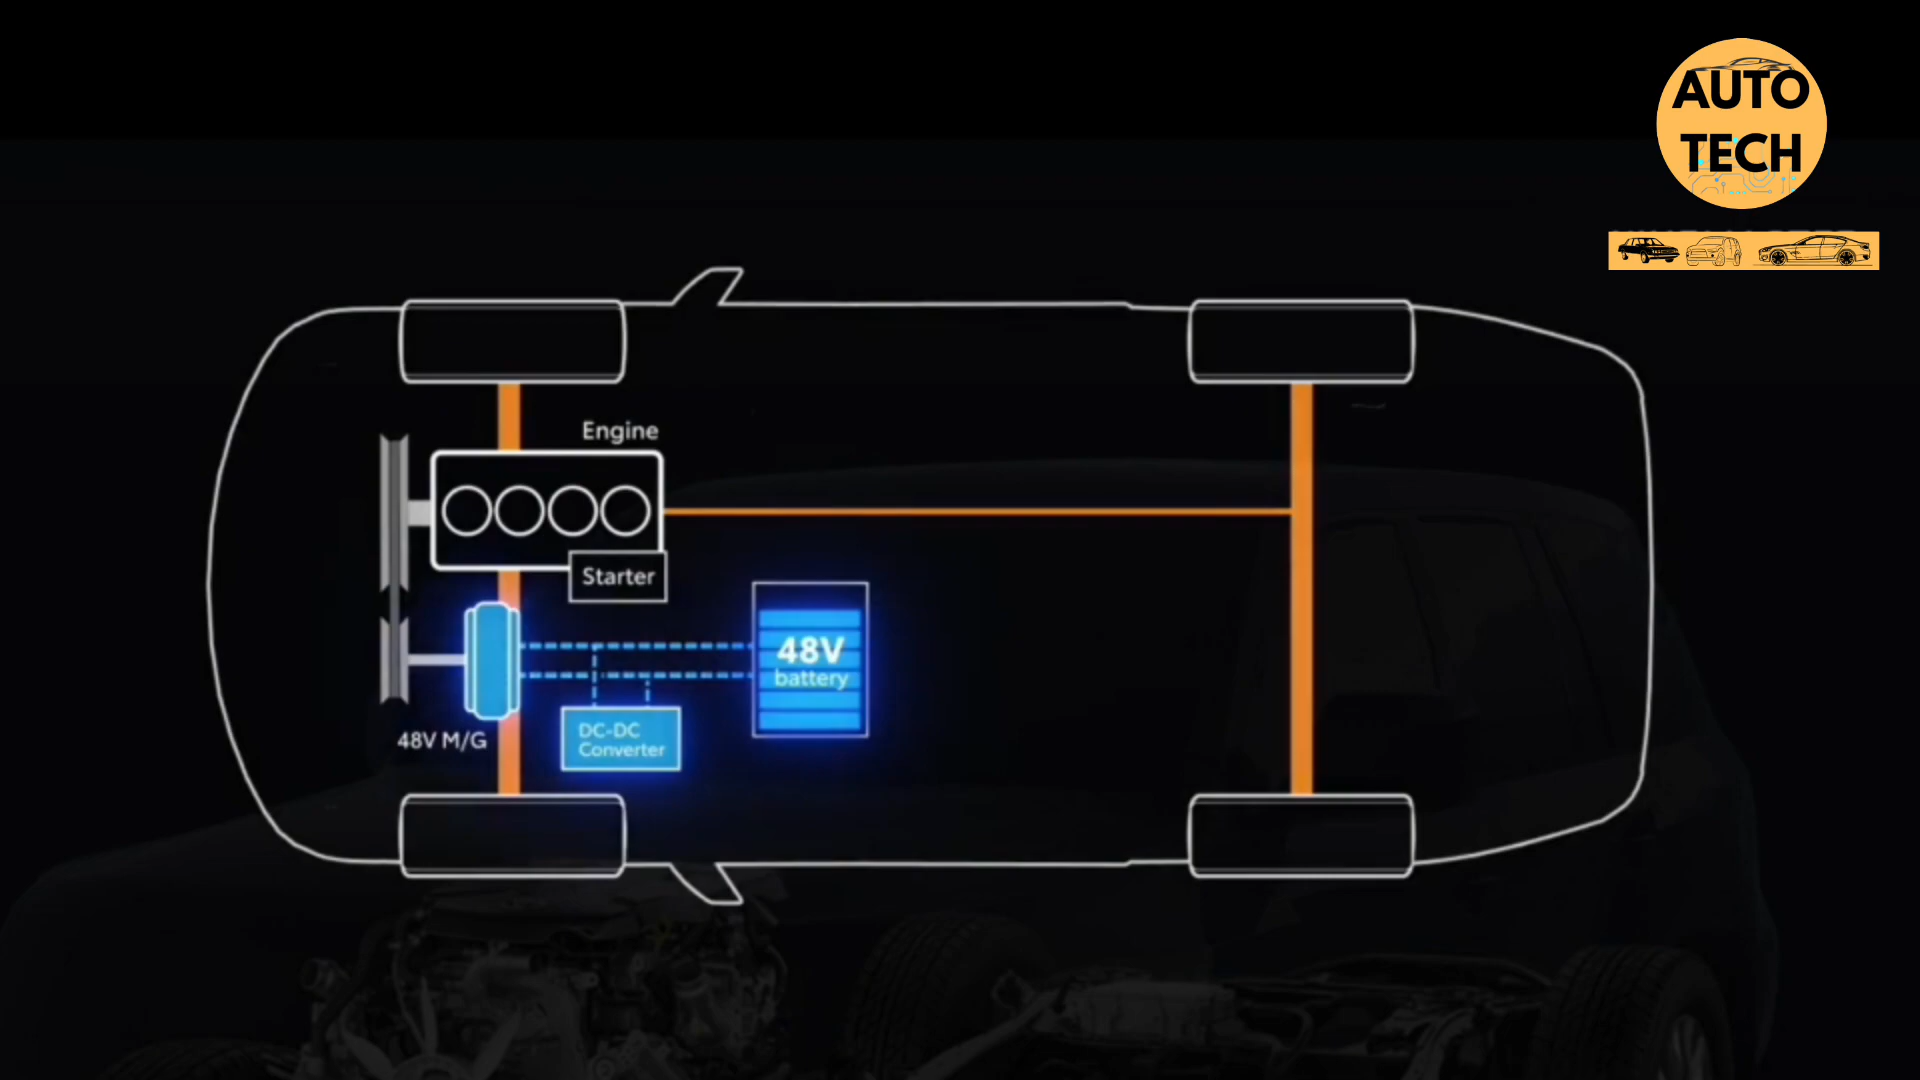 AUTO
TECH
Engine
Starter
48V
battery
DC-DC
Converter
48V M/G